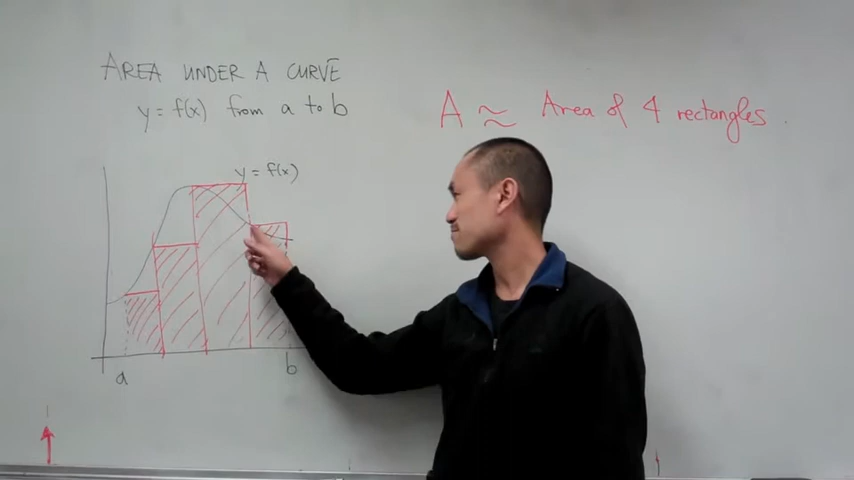 AREA UNDER A CURVE
y = f(x) from a to b
A ≈ Area of 4 rectangles
y = f(x)
a
b